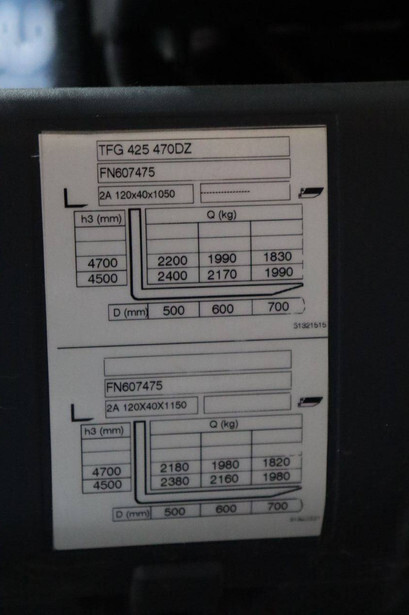 TFG 425 470DZ
FN607475
2A 120x40x1050 --------------
h3 (mm) Q (kg)
4700 2200 1990 1830
4500 2400 2170 1990
D (mm) 500 600 700
31321515
FN607475
2A 120X40X1150
h3 (mm) Q (kg)
4700 2180 1980 1820
4500 2380 2160 1980
D (mm) 500 600 700